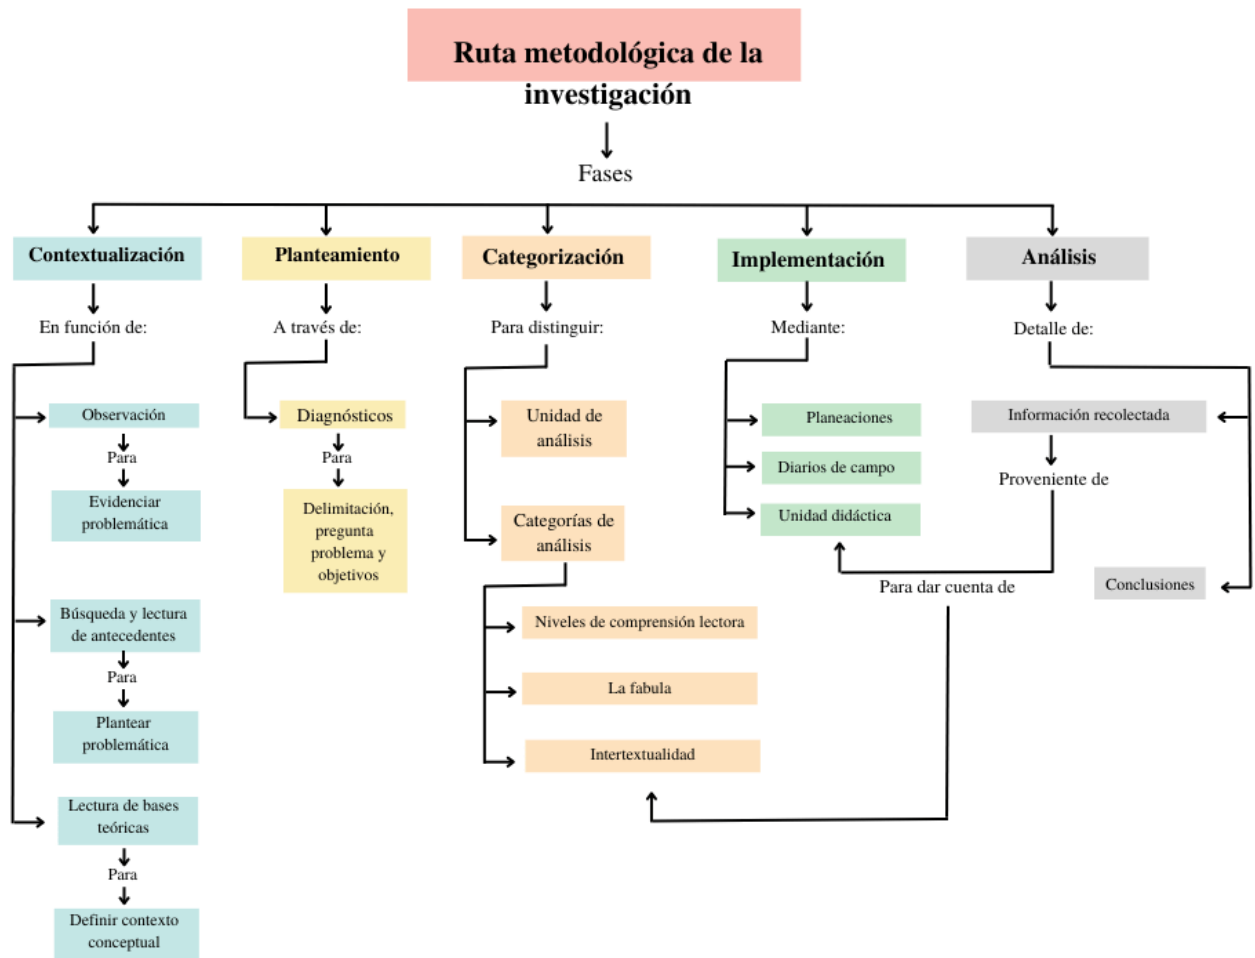 Ruta metodológica de la
investigación
Fases
Contextualización
En función de:
Observación
Para
Evidenciar
problemática
Búsqueda y lectura
de antecedentes
Para
Plantear
problemática
Lectura de bases
teóricas
Para
Definir contexto
conceptual
Planteamiento
A través de:
Diagnósticos
Para
Delimitación,
pregunta
problema y
objetivos
Categorización
Para distinguir:
Unidad de
análisis
Categorías de
análisis
Niveles de comprensión lectora
La fabula
Intertextualidad
Implementación
Mediante:
Planeaciones
Diarios de campo
Unidad didáctica
Análisis
Detalle de:
Información recolectada
Proveniente de
Para dar cuenta de
Conclusiones